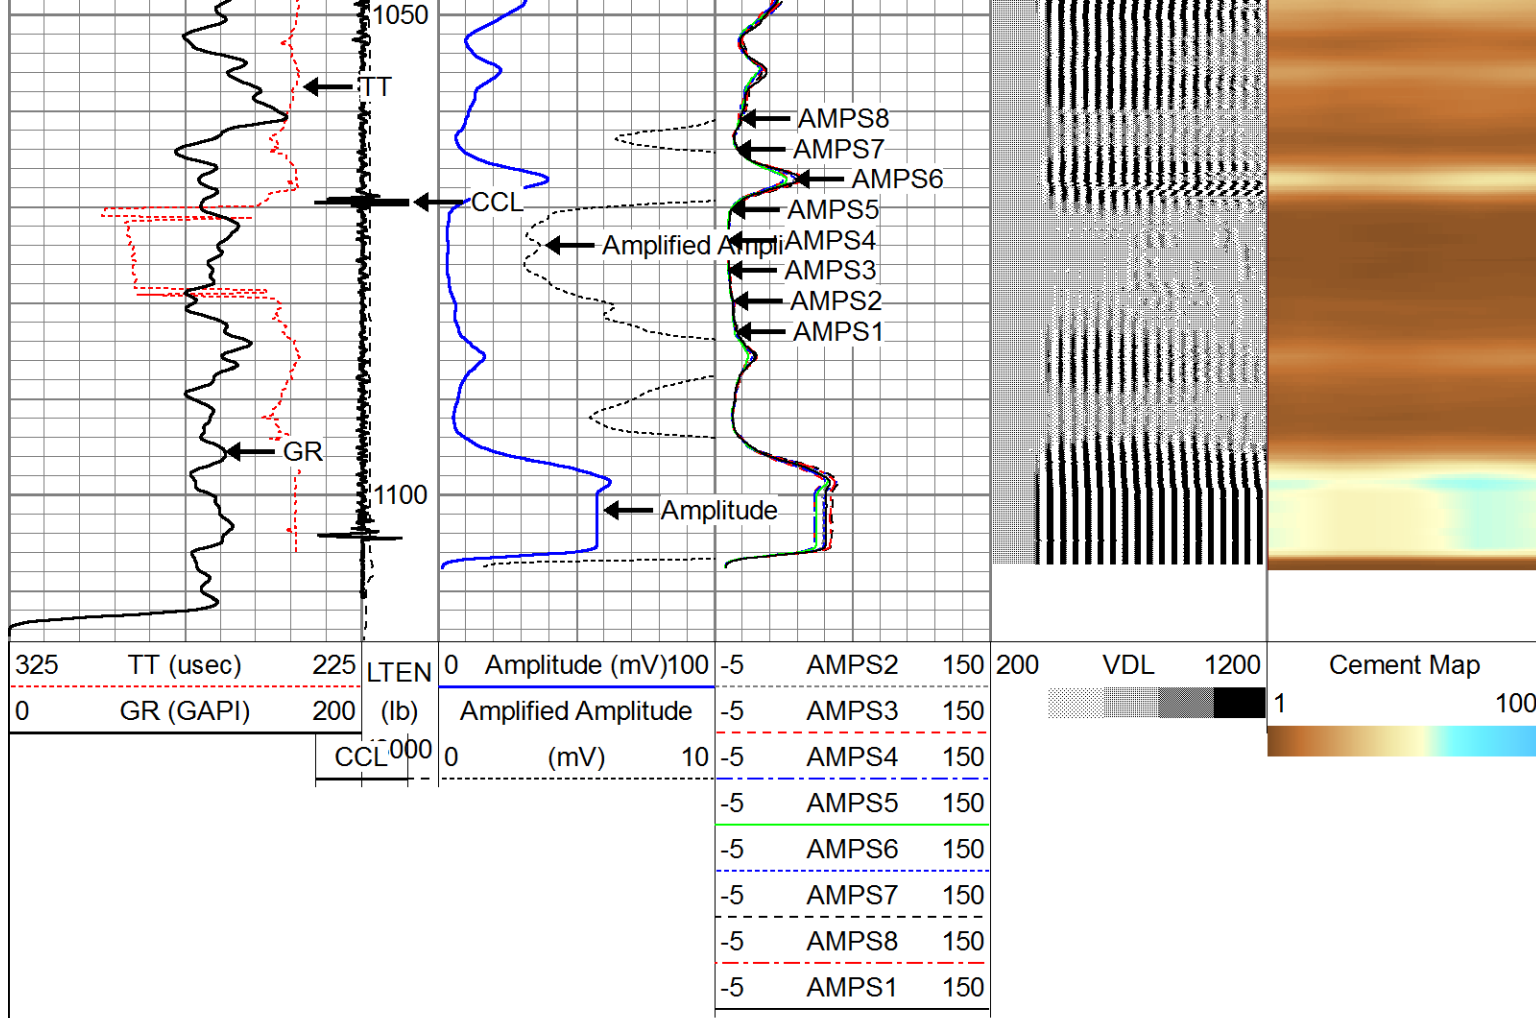 1050
TT
AMPS8
AMPS7
AMPS6
CCL
AMPS5
Amplified Ampli
AMPS4
AMPS3
AMPS2
AMPS1
GR
1100
Amplitude
325 TT (usec) 225
0 GR (GAPI) 200
LTEN
(lb)
000
CCL
0 Amplitude (mV)100
Amplified Amplitude
0 (mV) 10
-5 AMPS2 150
-5 AMPS3 150
-5 AMPS4 150
-5 AMPS5 150
-5 AMPS6 150
-5 AMPS7 150
-5 AMPS8 150
-5 AMPS1 150
200 VDL 1200
Cement Map
1 100